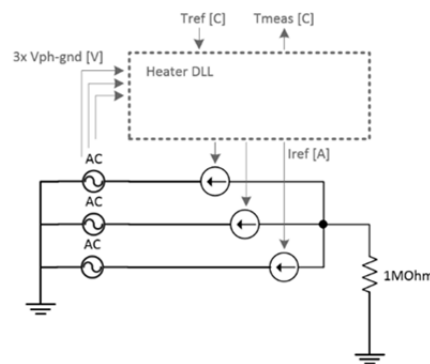 Tref [C]
Tmeas [C]
3x Vph-gnd [V]
Heater DLL
AC
Iref [A]
AC
AC
1MOhm